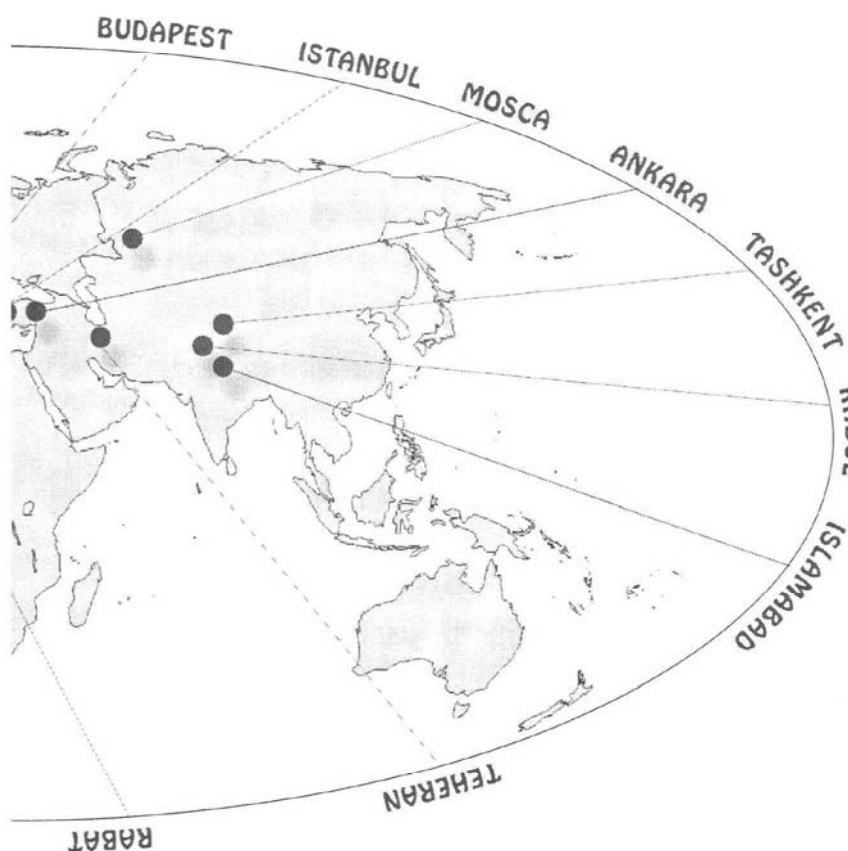 BUDAPEST
ISTANBUL
MOSCA
ANKARA
TASHKENT
ISLAMABAD
TEHERAN
RABAT